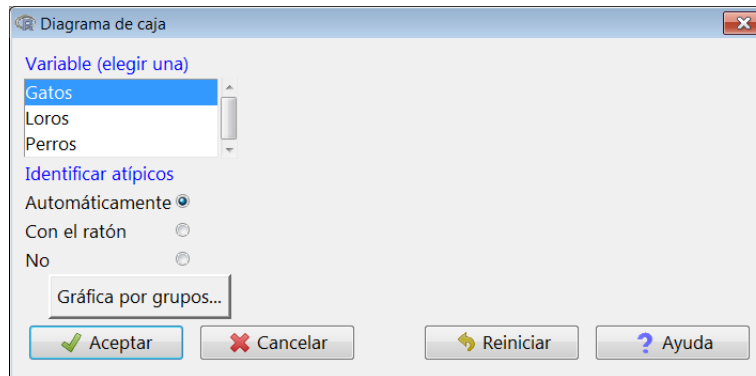 Diagrama de caja
Variable (elegir una)
Gatos
Loros
Perros
Identificar atípicos
Automáticamente
Con el ratón
No
Gráfica por grupos...
Aceptar
Cancelar
Reiniciar
Ayuda